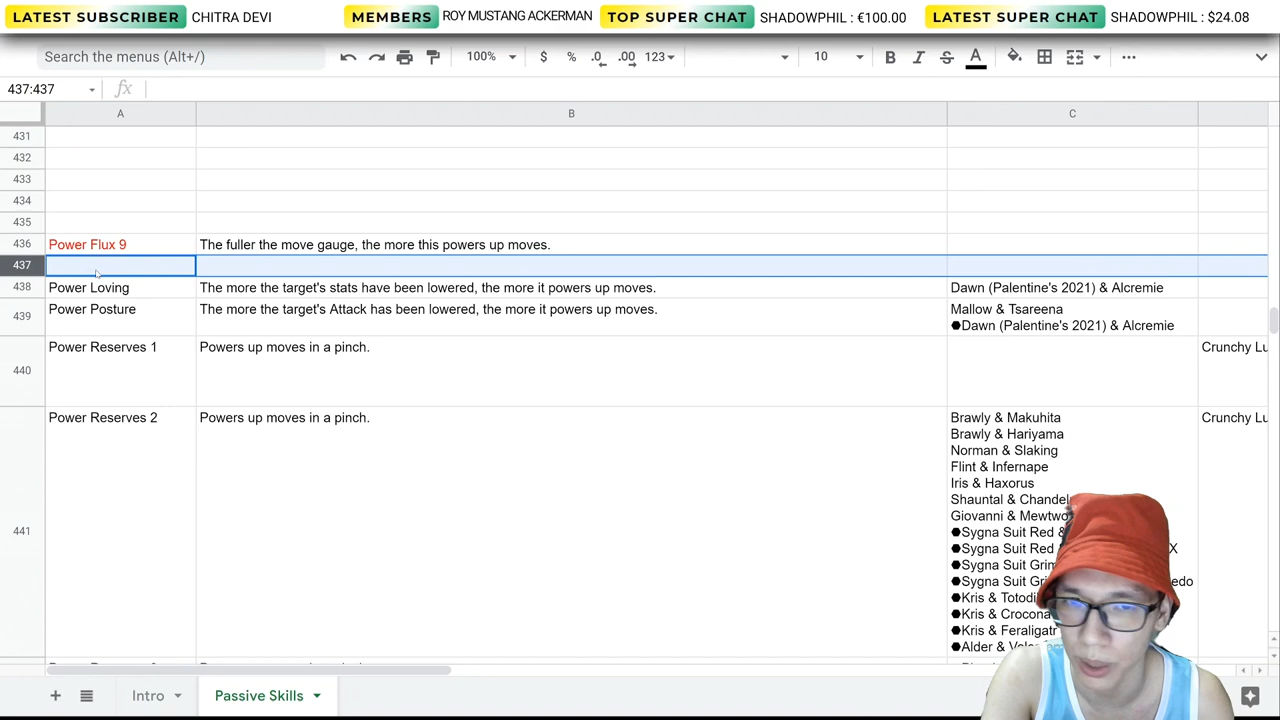 LATEST SUBSCRIBER CHITRA DEVI MEMBERS ROY MUSTANG ACKERMAN TOP SUPER CHAT SHADOWPHIL : €100.00 LATEST SUPER CHAT SHADOWPHIL : $24.08
Search the menus (Alt+/) 100% $ % .0 .00 123 10 B I S A
437:437 fx
A B C
431
432
433
434
435
436 Power Flux 9 The fuller the move gauge, the more this powers up moves.
437
438 Power Loving The more the target's stats have been lowered, the more it powers up moves. Dawn (Palentine's 2021) & Alcremie
439 Power Posture The more the target's Attack has been lowered, the more it powers up moves. Mallow & Tsareena
●Dawn (Palentine's 2021) & Alcremie
440 Power Reserves 1 Powers up moves in a pinch. Crunchy Lu
441 Power Reserves 2 Powers up moves in a pinch. Brawly & Makuhita Crunchy Lu
Brawly & Hariyama
Norman & Slaking
Flint & Infernape
Iris & Haxorus
Shauntal & Chandel
Giovanni & Mewtwo
●Sygna Suit Red &
●Sygna Suit Red X
●Sygna Suit Grim
●Sygna Suit Gri edo
●Kris & Totodi
●Kris & Crocona
●Kris & Feraligatr
●Alder &
Intro Passive Skills